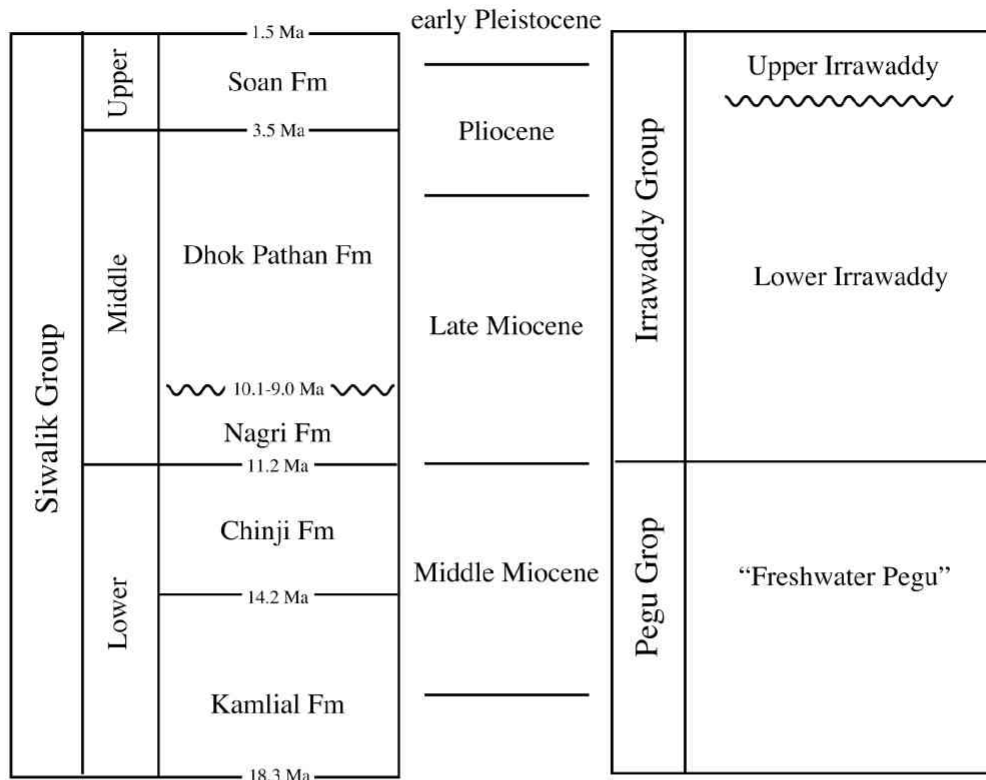 early Pleistocene
1.5 Ma
Upper
Soan Fm
Upper Irrawaddy
3.5 Ma
Pliocene
Siwalik Group
Middle
Dhok Pathan Fm
Irrawaddy Group
Lower Irrawaddy
Late Miocene
10.1-9.0 Ma
Nagri Fm
11.2 Ma
Lower
Chinji Fm
Middle Miocene
Pegu Grop
“Freshwater Pegu”
14.2 Ma
Kamlial Fm
18.3 Ma